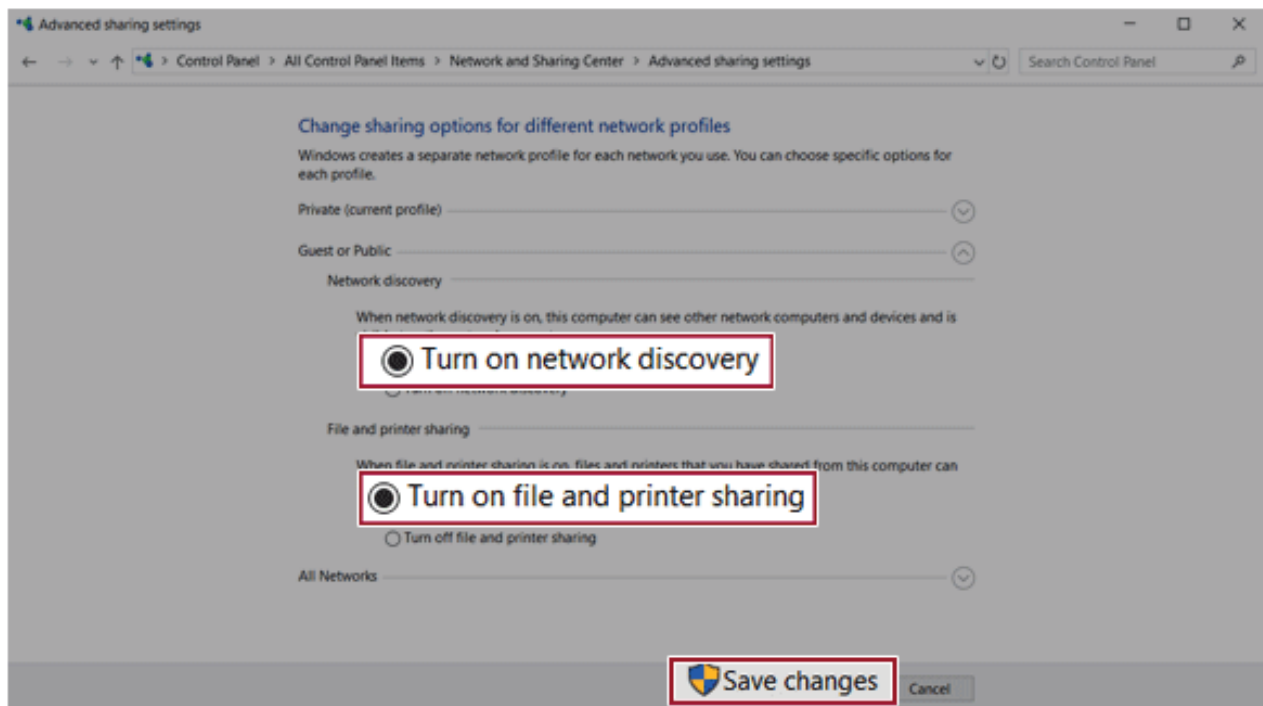 Advanced sharing settings
Control Panel > All Control Panel Items > Network and Sharing Center > Advanced sharing settings
Search Control Panel
Change sharing options for different network profiles
Windows creates a separate network profile for each network you use. You can choose specific options for
each profile.
Private (current profile)
Guest or Public
Network discovery
When network discovery is on, this computer can see other network computers and devices and is
Turn on network discovery
File and printer sharing
When file and printer sharing is on, files and printers that you have shared from this computer can
Turn on file and printer sharing
Turn off file and printer sharing
All Networks
Save changes
Cancel